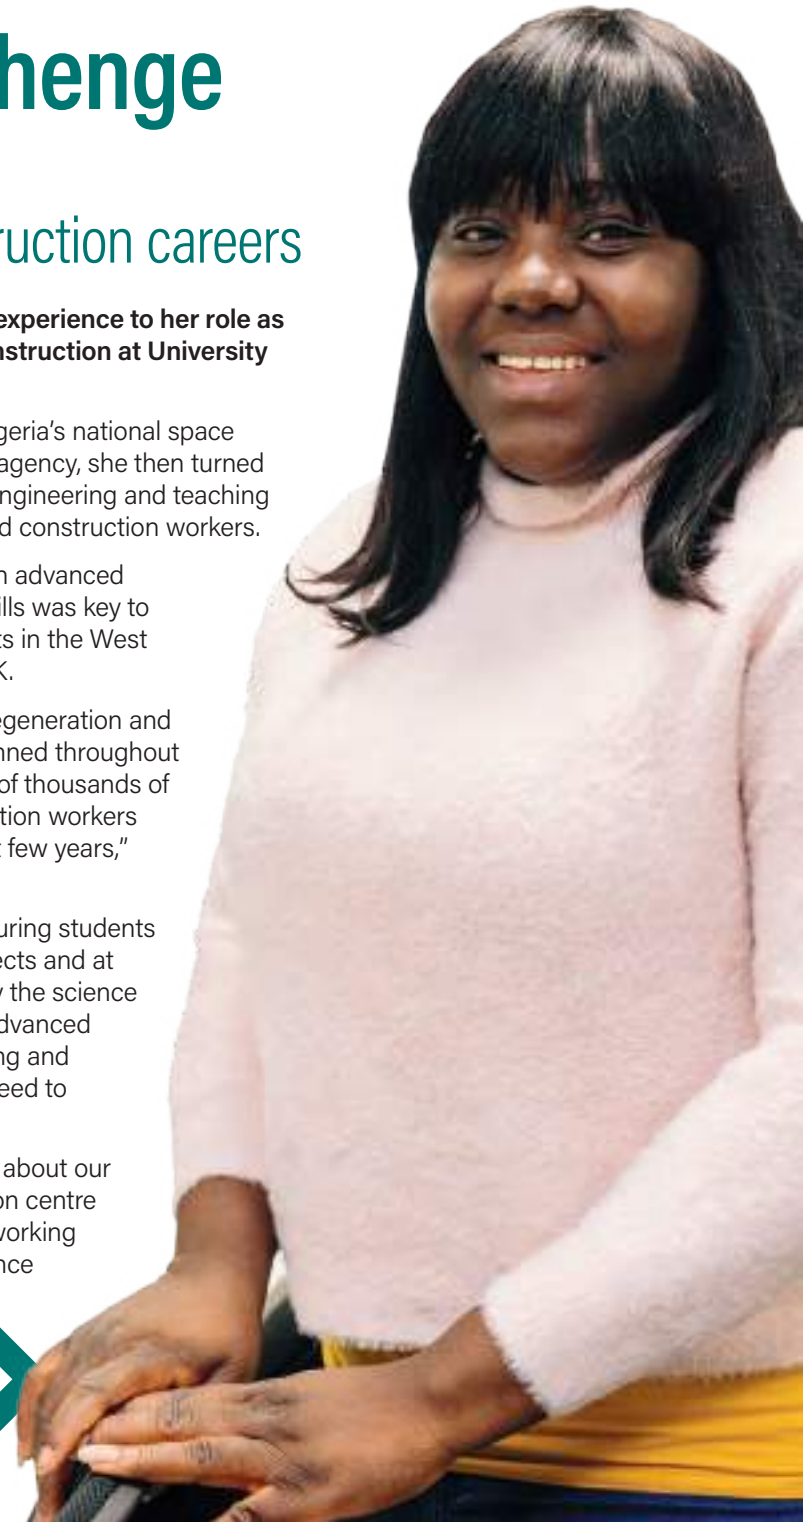 henge
ruction careers
experience to her role as
nstruction at University
geria's national space
agency, she then turned
ngineering and teaching
d construction workers.
n advanced
ills was key to
ts in the West
K.
egeneration and
nned throughout
of thousands of
tion workers
t few years,"
uring students
ects and at
y the science
dvanced
ng and
eed to
about our
on centre
working
nce